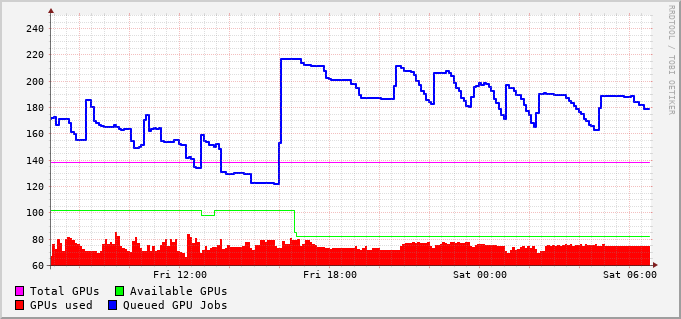 RRDTOOL / TOBI OETIKER
240
220
200
180
160
140
120
100
80
60
Fri 12:00 Fri 18:00 Sat 00:00 Sat 06:00
Total GPUs Available GPUs
GPUs used Queued GPU Jobs